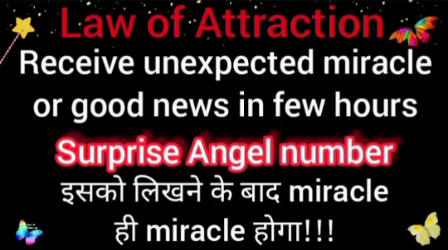 Law of Attraction
Receive unexpected miracle
or good news in few hours
Surprise Angel number
इसको लिखने के बाद miracle
ही miracle होगा!!!